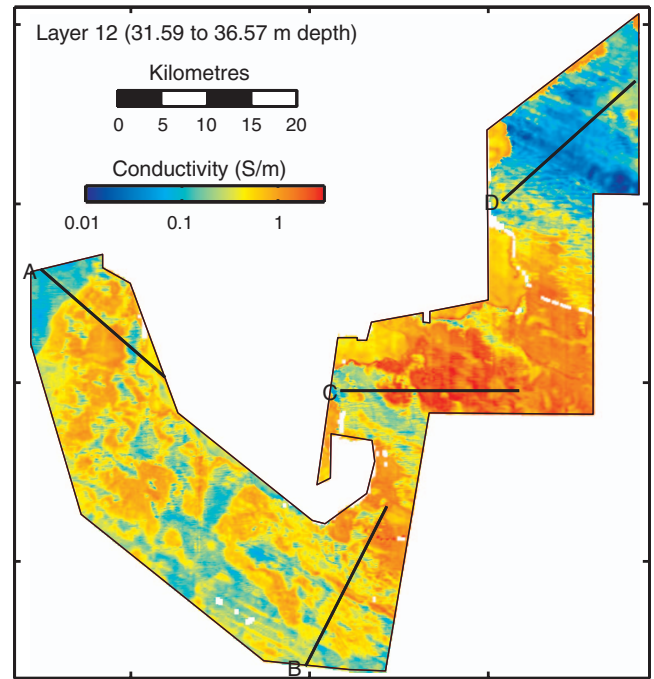 Layer 12 (31.59 to 36.57 m depth)
Kilometres
0 5 10 15 20
Conductivity (S/m)
0.01 0.1 1
D
A
C
B